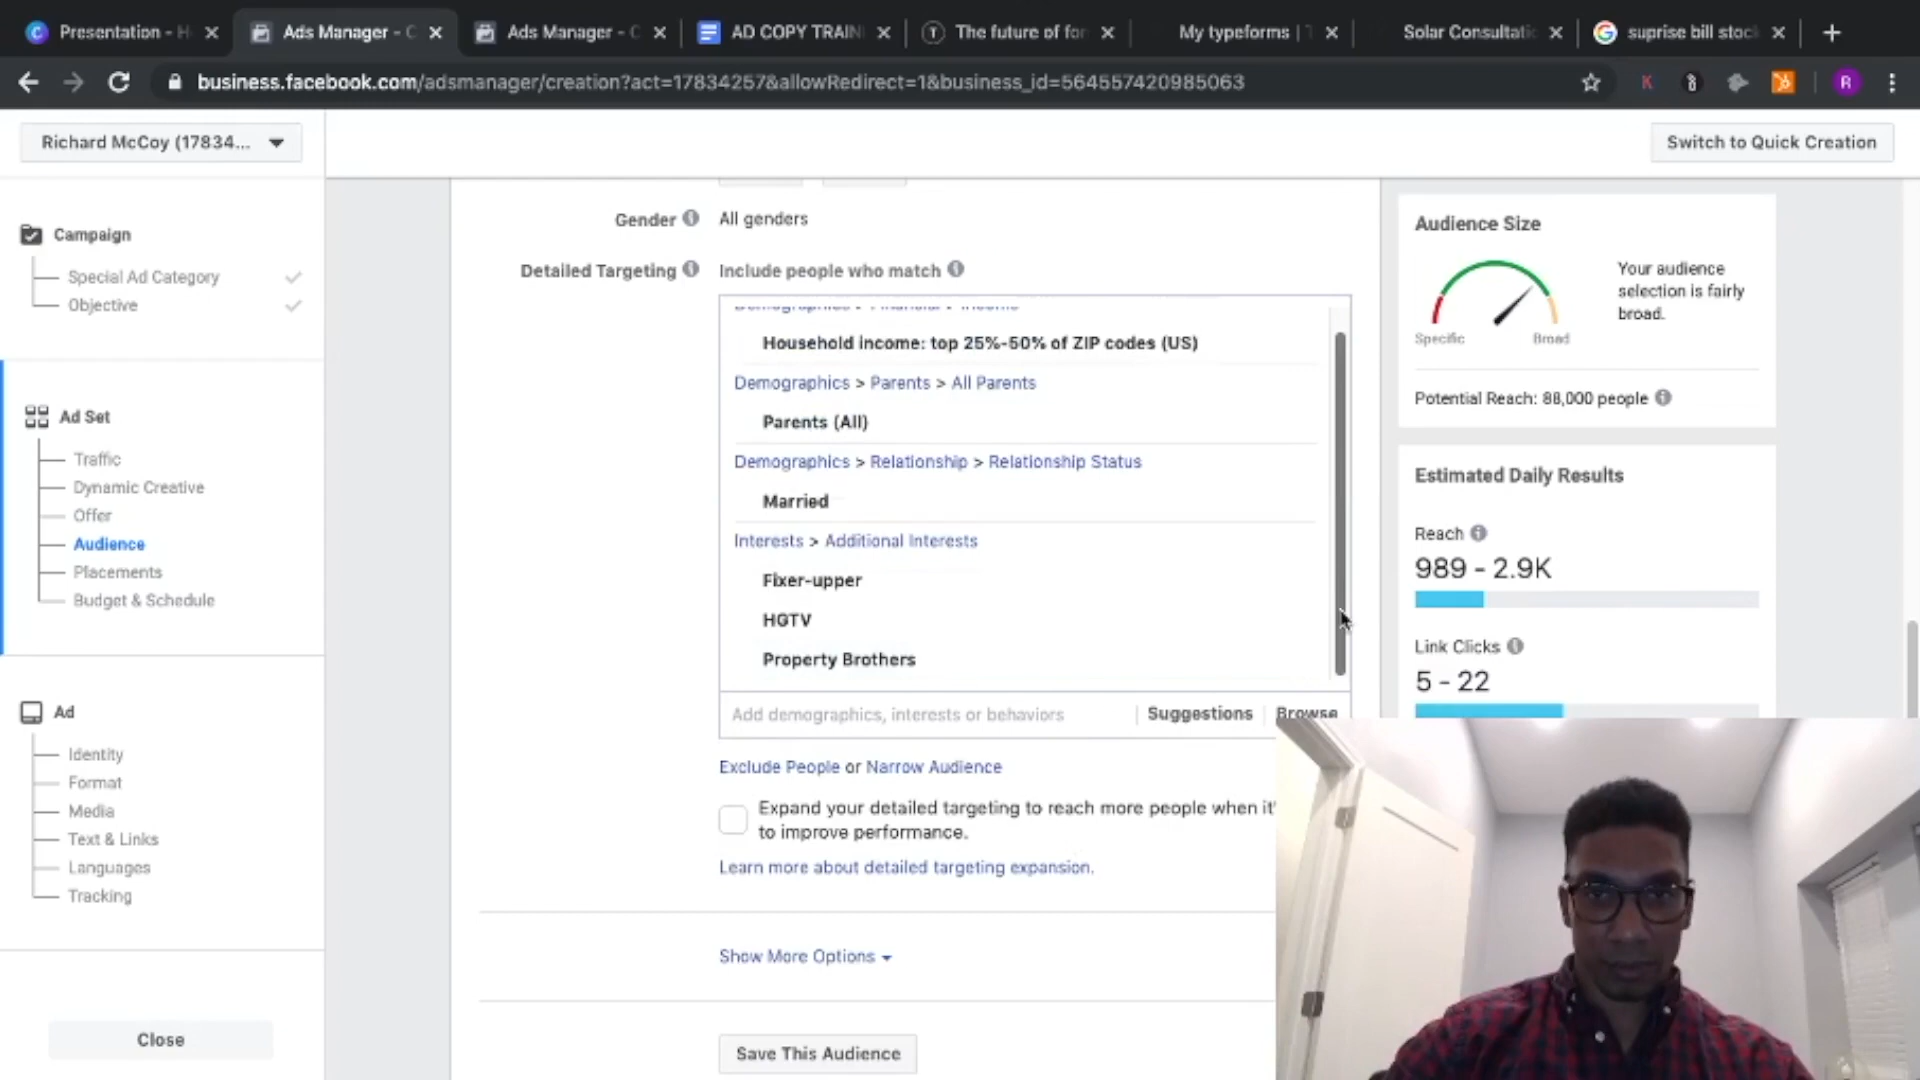 Presentation - H
Ads Manager - C
Ads Manager - C
AD COPY TRAIN
The future of for
My typeforms | T
Solar Consultatio
suprise bill stoc
business.facebook.com/adsmanager/creation?act=17834257&allowRedirect=1&business_id=564557420985063
K
R
Richard McCoy (17834...
Switch to Quick Creation
Campaign
Special Ad Category
Objective
Ad Set
Traffic
Dynamic Creative
Offer
Audience
Placements
Budget & Schedule
Ad
Identity
Format
Media
Text & Links
Languages
Tracking
Close
Gender
All genders
Detailed Targeting
Include people who match
Demographics > Financial > Income
Household income: top 25%-50% of ZIP codes (US)
Demographics > Parents > All Parents
Parents (All)
Demographics > Relationship > Relationship Status
Married
Interests > Additional Interests
Fixer-upper
HGTV
Property Brothers
Add demographics, interests or behaviors
Suggestions
Browse
Exclude People or Narrow Audience
Expand your detailed targeting to reach more people when it'
to improve performance.
Learn more about detailed targeting expansion.
Show More Options
Save This Audience
Audience Size
Your audience
selection is fairly
broad.
Specific
Broad
Potential Reach: 88,000 people
Estimated Daily Results
Reach
989 - 2.9K
Link Clicks
5 - 22